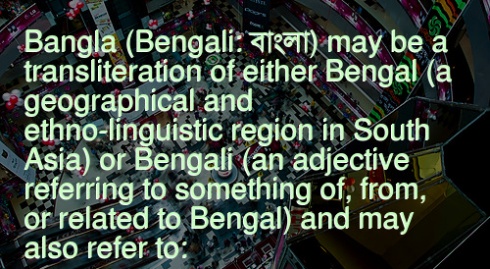 Bangla (Bengali: বাংলা) may be a
transliteration of either Bengal (a
geographical and
ethno-linguistic region in South
Asia) or Bengali (an adjective
referring to something of, from,
or related to Bengal) and may
also refer to: